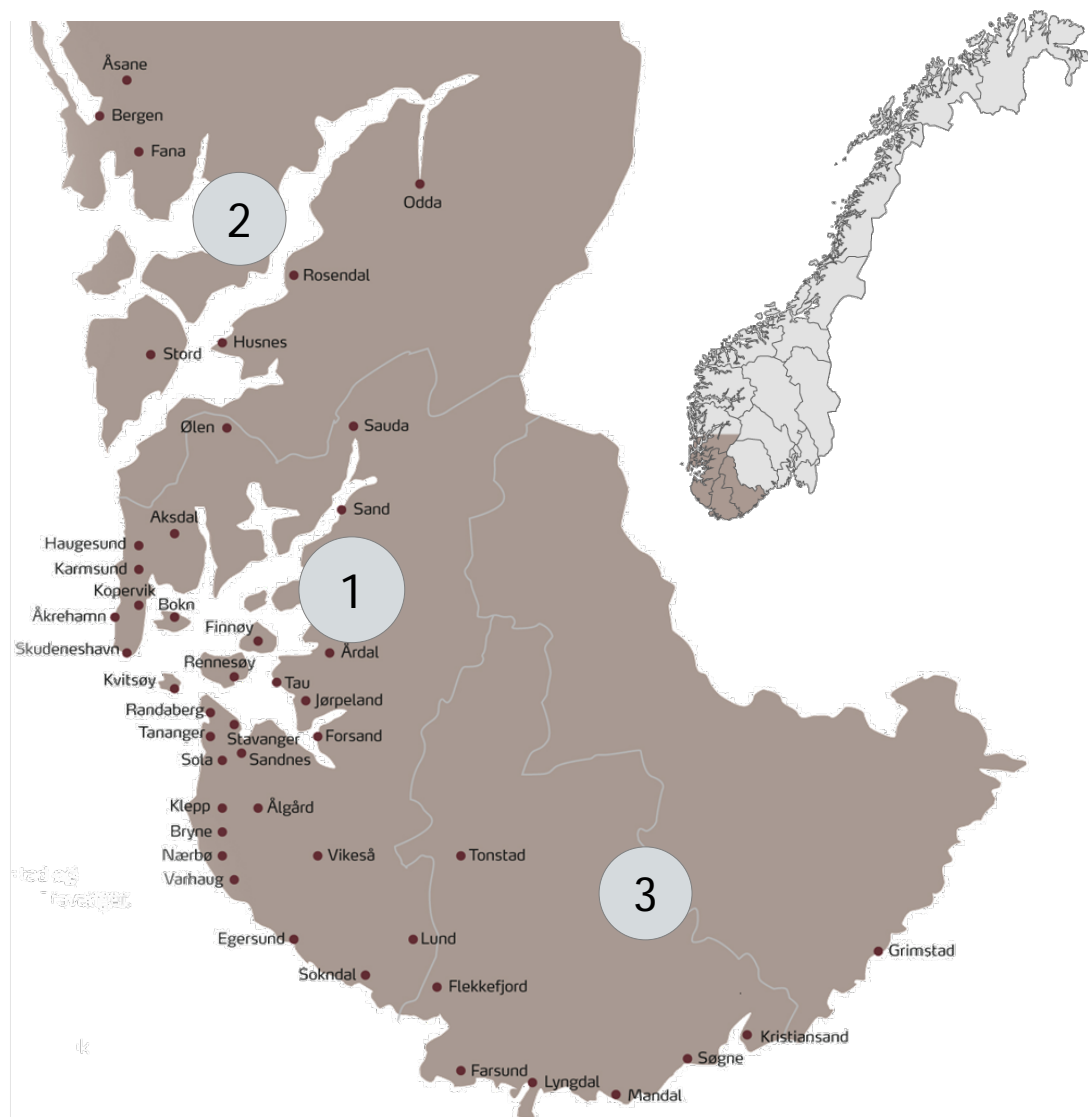 Åsane
Bergen
Fana
2
Odda
Rosendal
Husnes
Stord
Ølen
Sauda
Sand
Aksdal
Haugesund
Karmsund
Kopervik
Bokn
Åkrehamn
1
Finnøy
Skudeneshavn
Årdal
Rennesøy
Kvitsøy
Tau
Jørpeland
Randaberg
Tananger
Stavanger
Forsand
Sola
Sandnes
Klepp
Ålgård
Bryne
Nærbø
Vikeså
Tonstad
Varhaug
3
Egersund
Lund
Grimstad
Sokndal
Flekkefjord
Kristiansand
Søgne
Farsund
Lyngdal
Mandal